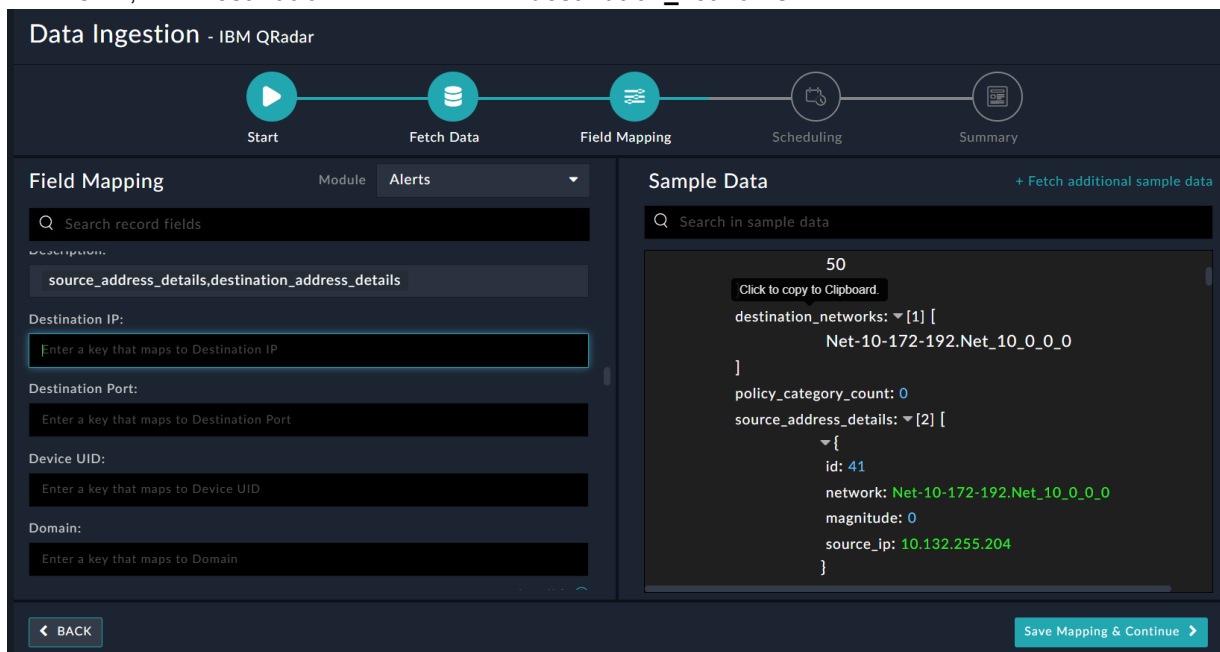 Data Ingestion - IBM QRadar
Start
Fetch Data
Field Mapping
Scheduling
Summary
Field Mapping
Module
Alerts
Search record fields
Description:
source_address_details,destination_address_details
Destination IP:
Enter a key that maps to Destination IP
Destination Port:
Enter a key that maps to Destination Port
Device UID:
Enter a key that maps to Device UID
Domain:
Enter a key that maps to Domain
BACK
Sample Data
+ Fetch additional sample data
Search in sample data
50
Click to copy to Clipboard.
destination_networks: [1] [
Net-10-172-192.Net_10_0_0_0
]
policy_category_count: 0
source_address_details: [2] [
{
id: 41
network: Net-10-172-192.Net_10_0_0_0
magnitude: 0
source_ip: 10.132.255.204
}
Save Mapping & Continue